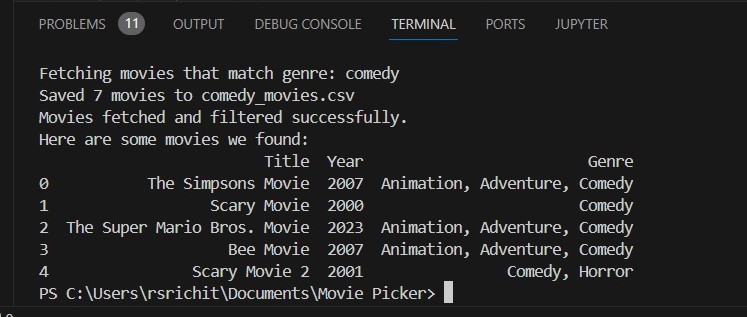 PROBLEMS 11 OUTPUT DEBUG CONSOLE TERMINAL PORTS JUPYTER
Fetching movies that match genre: comedy
Saved 7 movies to comedy_movies.csv
Movies fetched and filtered successfully.
Here are some movies we found:
Title Year Genre
0 The Simpsons Movie 2007 Animation, Adventure, Comedy
1 Scary Movie 2000 Comedy
2 The Super Mario Bros. Movie 2023 Animation, Adventure, Comedy
3 Bee Movie 2007 Animation, Adventure, Comedy
4 Scary Movie 2 2001 Comedy, Horror
PS C:\Users\rsrichit\Documents\Movie Picker>